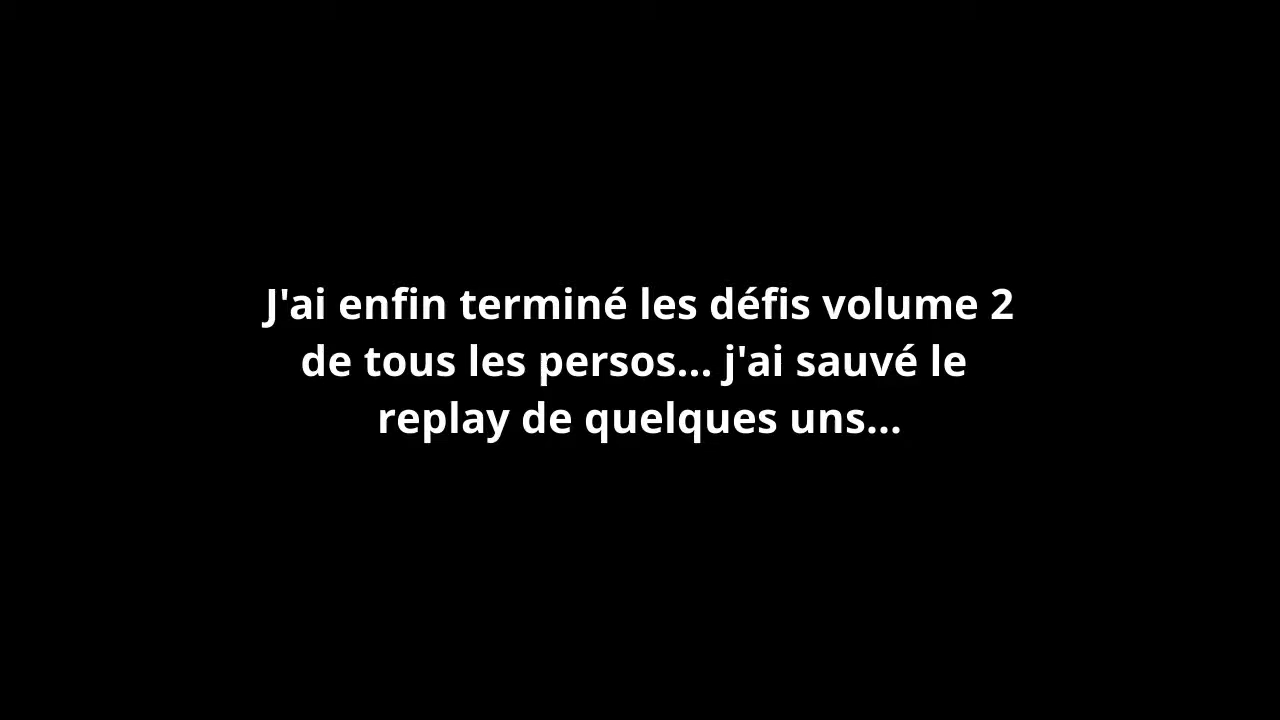 J'ai enfin terminé les défis volume 2
de tous les persos... j'ai sauvé le
replay de quelques uns...